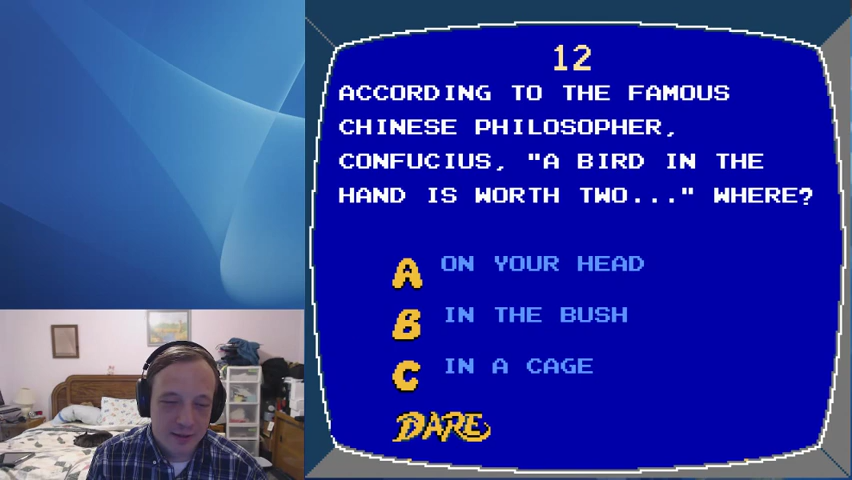 12
ACCORDING TO THE FAMOUS
CHINESE PHILOSOPHER,
CONFUCIUS, "A BIRD IN THE
HAND IS WORTH TWO..." WHERE?
A ON YOUR HEAD
B IN THE BUSH
C IN A CAGE
DARE